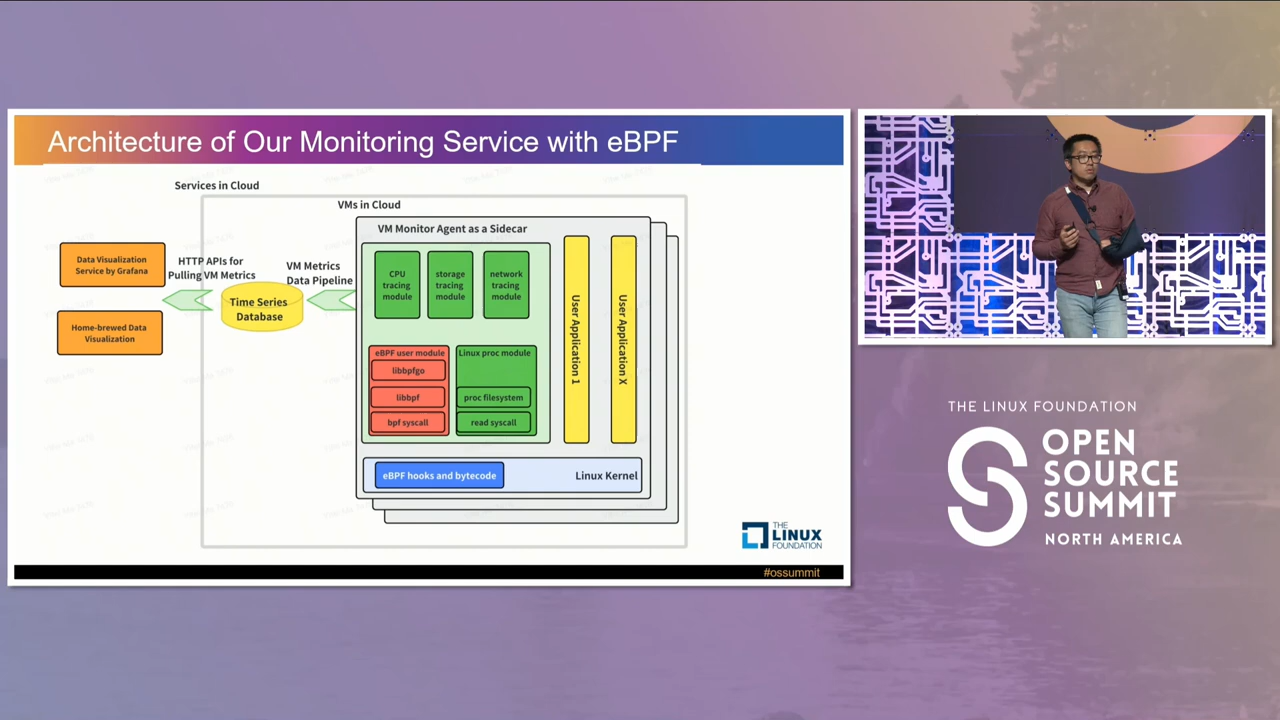 Architecture of Our Monitoring Service with eBPF
Services in Cloud
VMs in Cloud
VM Monitor Agent as a Sidecar
Data Visualization
Service by Grafana
HTTP APIs for
Pulling VM Metrics
VM Metrics
Data Pipeline
Time Series
Database
Home-brewed Data
Visualization
CPU
tracing
module
storage
tracing
module
network
tracing
module
eBPF user module
libbpfgo
libbpf
bpf syscall
Linux proc module
proc filesystem
read syscall
User Application 1
User Application X
eBPF hooks and bytecode
Linux Kernel
THE
LINUX
FOUNDATION
#ossummit
THE LINUX FOUNDATION
OPEN
SOURCE
SUMMIT
NORTH AMERICA